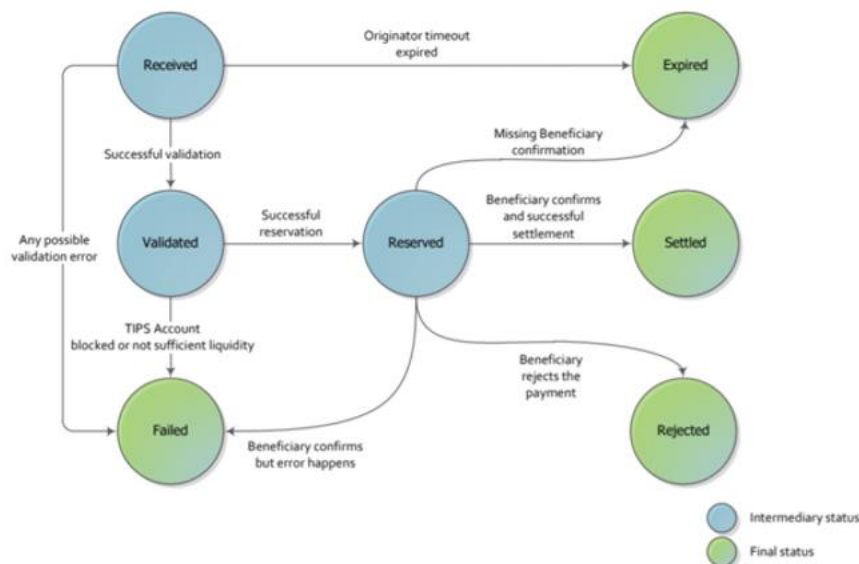 Originator timeout
expired
Received
Expired
Missing Beneficiary
confirmation
Successful validation
Successful
reservation
Beneficiary confirms
and successful
settlement
Any possible
validation error
Validated
Reserved
Settled
TIPS Account
blocked or not sufficient liquidity
Beneficiary
rejects the
payment
Failed
Beneficiary confirms
but error happens
Rejected
Intermediary status
Final status